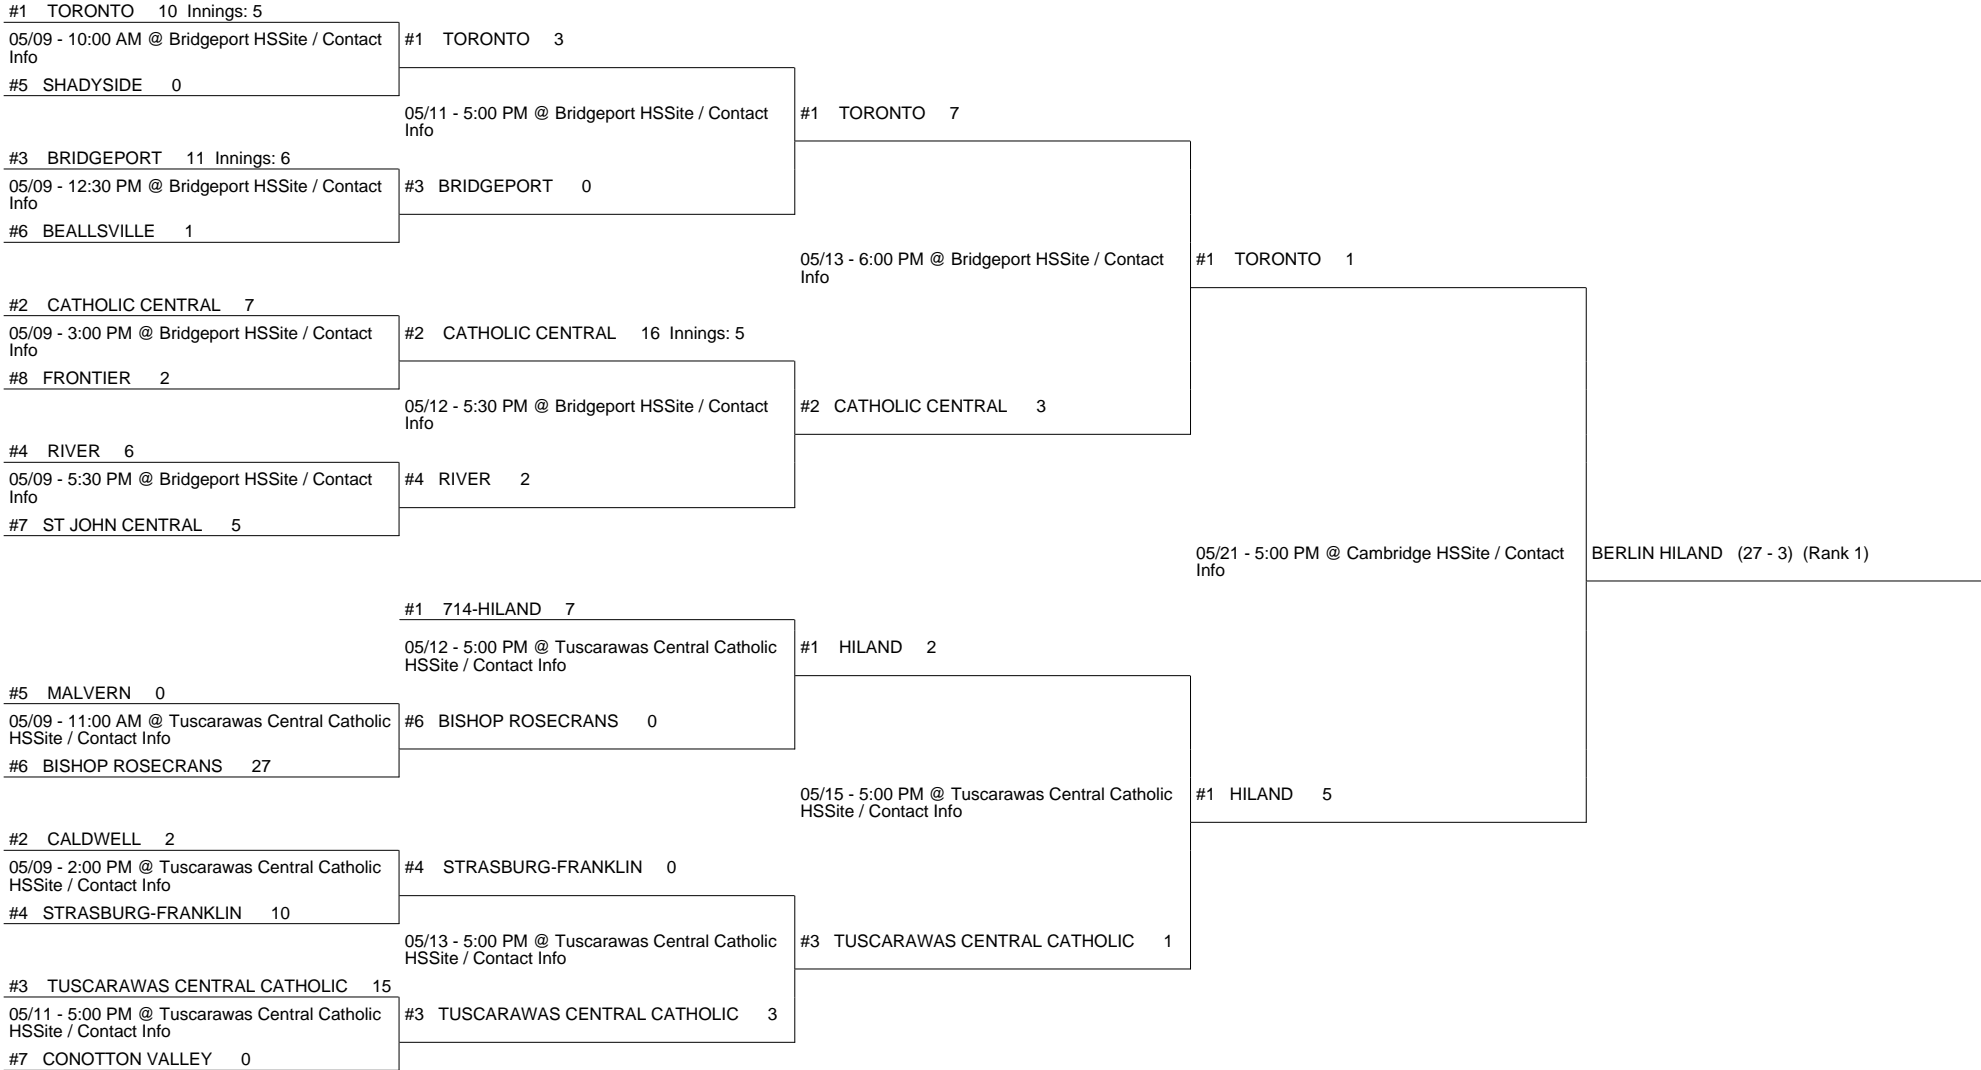 #1 TORONTO 10 Innings: 5
05/09 - 10:00 AM @ Bridgeport HSSite / Contact
Info
#5 SHADYSIDE 0
#1 TORONTO 3
05/11 - 5:00 PM @ Bridgeport HSSite / Contact
Info
#3 BRIDGEPORT 11 Innings: 6
05/09 - 12:30 PM @ Bridgeport HSSite / Contact
Info
#6 BEALLSVILLE 1
#3 BRIDGEPORT 0
#1 TORONTO 7
05/13 - 6:00 PM @ Bridgeport HSSite / Contact
Info
#2 CATHOLIC CENTRAL 7
05/09 - 3:00 PM @ Bridgeport HSSite / Contact
Info
#8 FRONTIER 2
#2 CATHOLIC CENTRAL 16 Innings: 5
05/12 - 5:30 PM @ Bridgeport HSSite / Contact
Info
#4 RIVER 6
05/09 - 5:30 PM @ Bridgeport HSSite / Contact
Info
#7 ST JOHN CENTRAL 5
#4 RIVER 2
#2 CATHOLIC CENTRAL 3
#1 TORONTO 1
05/21 - 5:00 PM @ Cambridge HSSite / Contact
Info
BERLIN HILAND (27 - 3) (Rank 1)
#1 714-HILAND 7
05/12 - 5:00 PM @ Tuscarawas Central Catholic
HSSite / Contact Info
#5 MALVERN 0
05/09 - 11:00 AM @ Tuscarawas Central Catholic
HSSite / Contact Info
#6 BISHOP ROSECRANS 27
#6 BISHOP ROSECRANS 0
#1 HILAND 2
05/15 - 5:00 PM @ Tuscarawas Central Catholic
HSSite / Contact Info
#1 HILAND 5
#2 CALDWELL 2
05/09 - 2:00 PM @ Tuscarawas Central Catholic
HSSite / Contact Info
#4 STRASBURG-FRANKLIN 10
#4 STRASBURG-FRANKLIN 0
05/13 - 5:00 PM @ Tuscarawas Central Catholic
HSSite / Contact Info
#3 TUSCARAWAS CENTRAL CATHOLIC 1
#3 TUSCARAWAS CENTRAL CATHOLIC 15
05/11 - 5:00 PM @ Tuscarawas Central Catholic
HSSite / Contact Info
#7 CONOTTON VALLEY 0
#3 TUSCARAWAS CENTRAL CATHOLIC 3